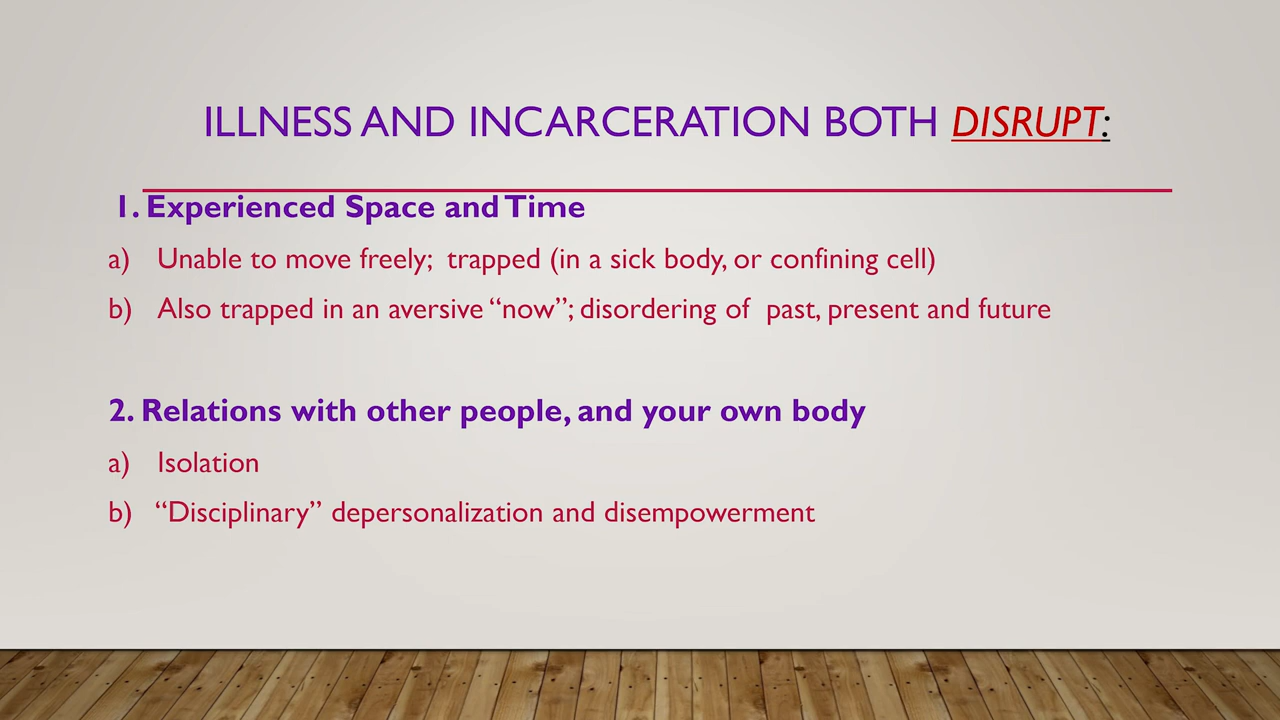 ILLNESS AND INCARCERATION BOTH DISRUPT:
1. Experienced Space and Time
a) Unable to move freely; trapped (in a sick body, or confining cell)
b) Also trapped in an aversive “now”; disordering of past, present and future
2. Relations with other people, and your own body
a) Isolation
b) “Disciplinary” depersonalization and disempowerment